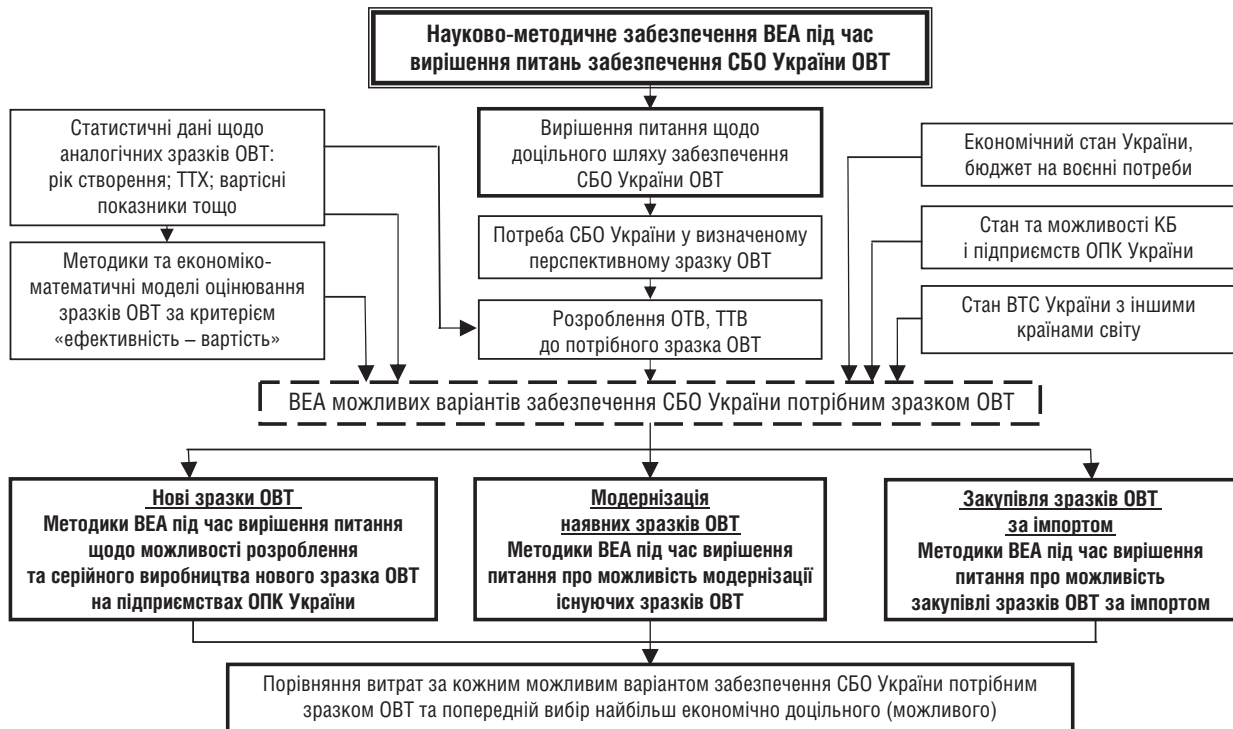 Науково-методичне забезпечення ВЕА під час
вирішення питань забезпечення СБО України ОВТ
Статистичні дані щодо
аналогічних зразків ОВТ:
рік створення; ТТХ; вартісні
показники тощо
Вирішення питання щодо
доцільного шляху забезпечення
СБО України ОВТ
Економічний стан України,
бюджет на воєнні потреби
Методики та економіко-
математичні моделі оцінювання
зразків ОВТ за критерієм
«ефективність – вартість»
Потреба СБО України у визначеному
перспективному зразку ОВТ
Стан та можливості КБ
і підприємств ОПК України
Розроблення ОТВ, ТТВ
до потрібного зразка ОВТ
Стан ВТС України з іншими
країнами світу
ВЕА можливих варіантів забезпечення СБО України потрібним зразком ОВТ
Нові зразки ОВТ
Методики ВЕА під час вирішення питання
щодо можливості розроблення
та серійного виробництва нового зразка ОВТ
на підприємствах ОПК України
Модернізація
наявних зразків ОВТ
Методики ВЕА під час вирішення
питання про можливість модернізації
існуючих зразків ОВТ
Закупівля зразків ОВТ
за імпортом
Методики ВЕА під час вирішення
питання про можливість
закупівлі зразків ОВТ за імпортом
Порівняння витрат за кожним можливим варіантом забезпечення СБО України потрібним
зразком ОВТ та попередній вибір найбільш економічно доцільного (можливого)